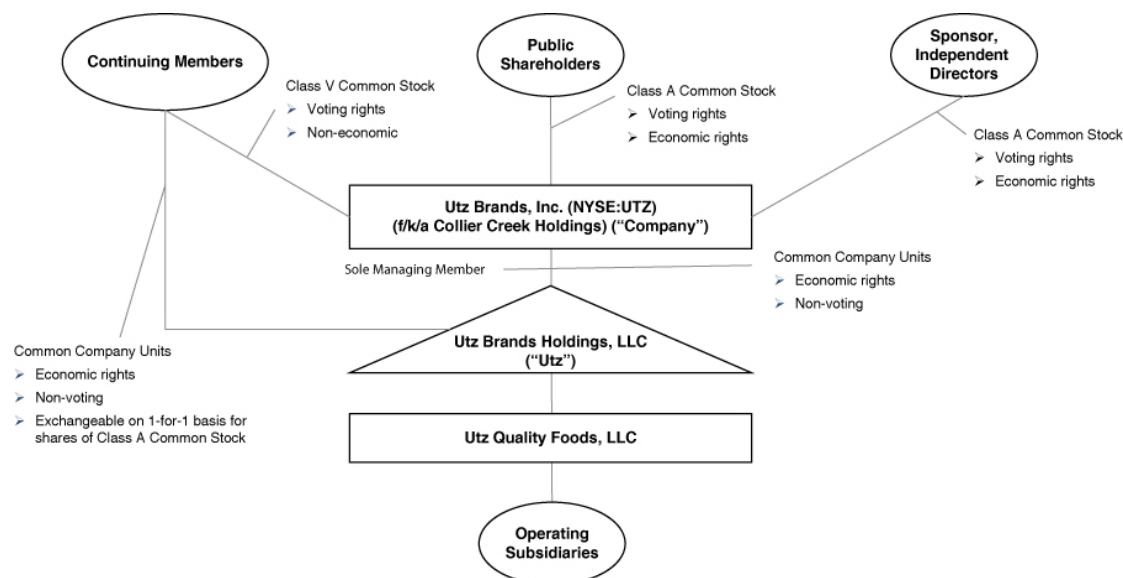 Continuing Members
Public
Shareholders
Sponsor,
Independent
Directors
Class V Common Stock
➢ Voting rights
➢ Non-economic
Class A Common Stock
➢ Voting rights
➢ Economic rights
Class A Common Stock
➢ Voting rights
➢ Economic rights
Utz Brands, Inc. (NYSE:UTZ)
(f/k/a Collier Creek Holdings) (“Company”)
Sole Managing Member
Common Company Units
➢ Economic rights
➢ Non-voting
Utz Brands Holdings, LLC
(“Utz”)
Common Company Units
➢ Economic rights
➢ Non-voting
➢ Exchangeable on 1-for-1 basis for
shares of Class A Common Stock
Utz Quality Foods, LLC
Operating
Subsidiaries